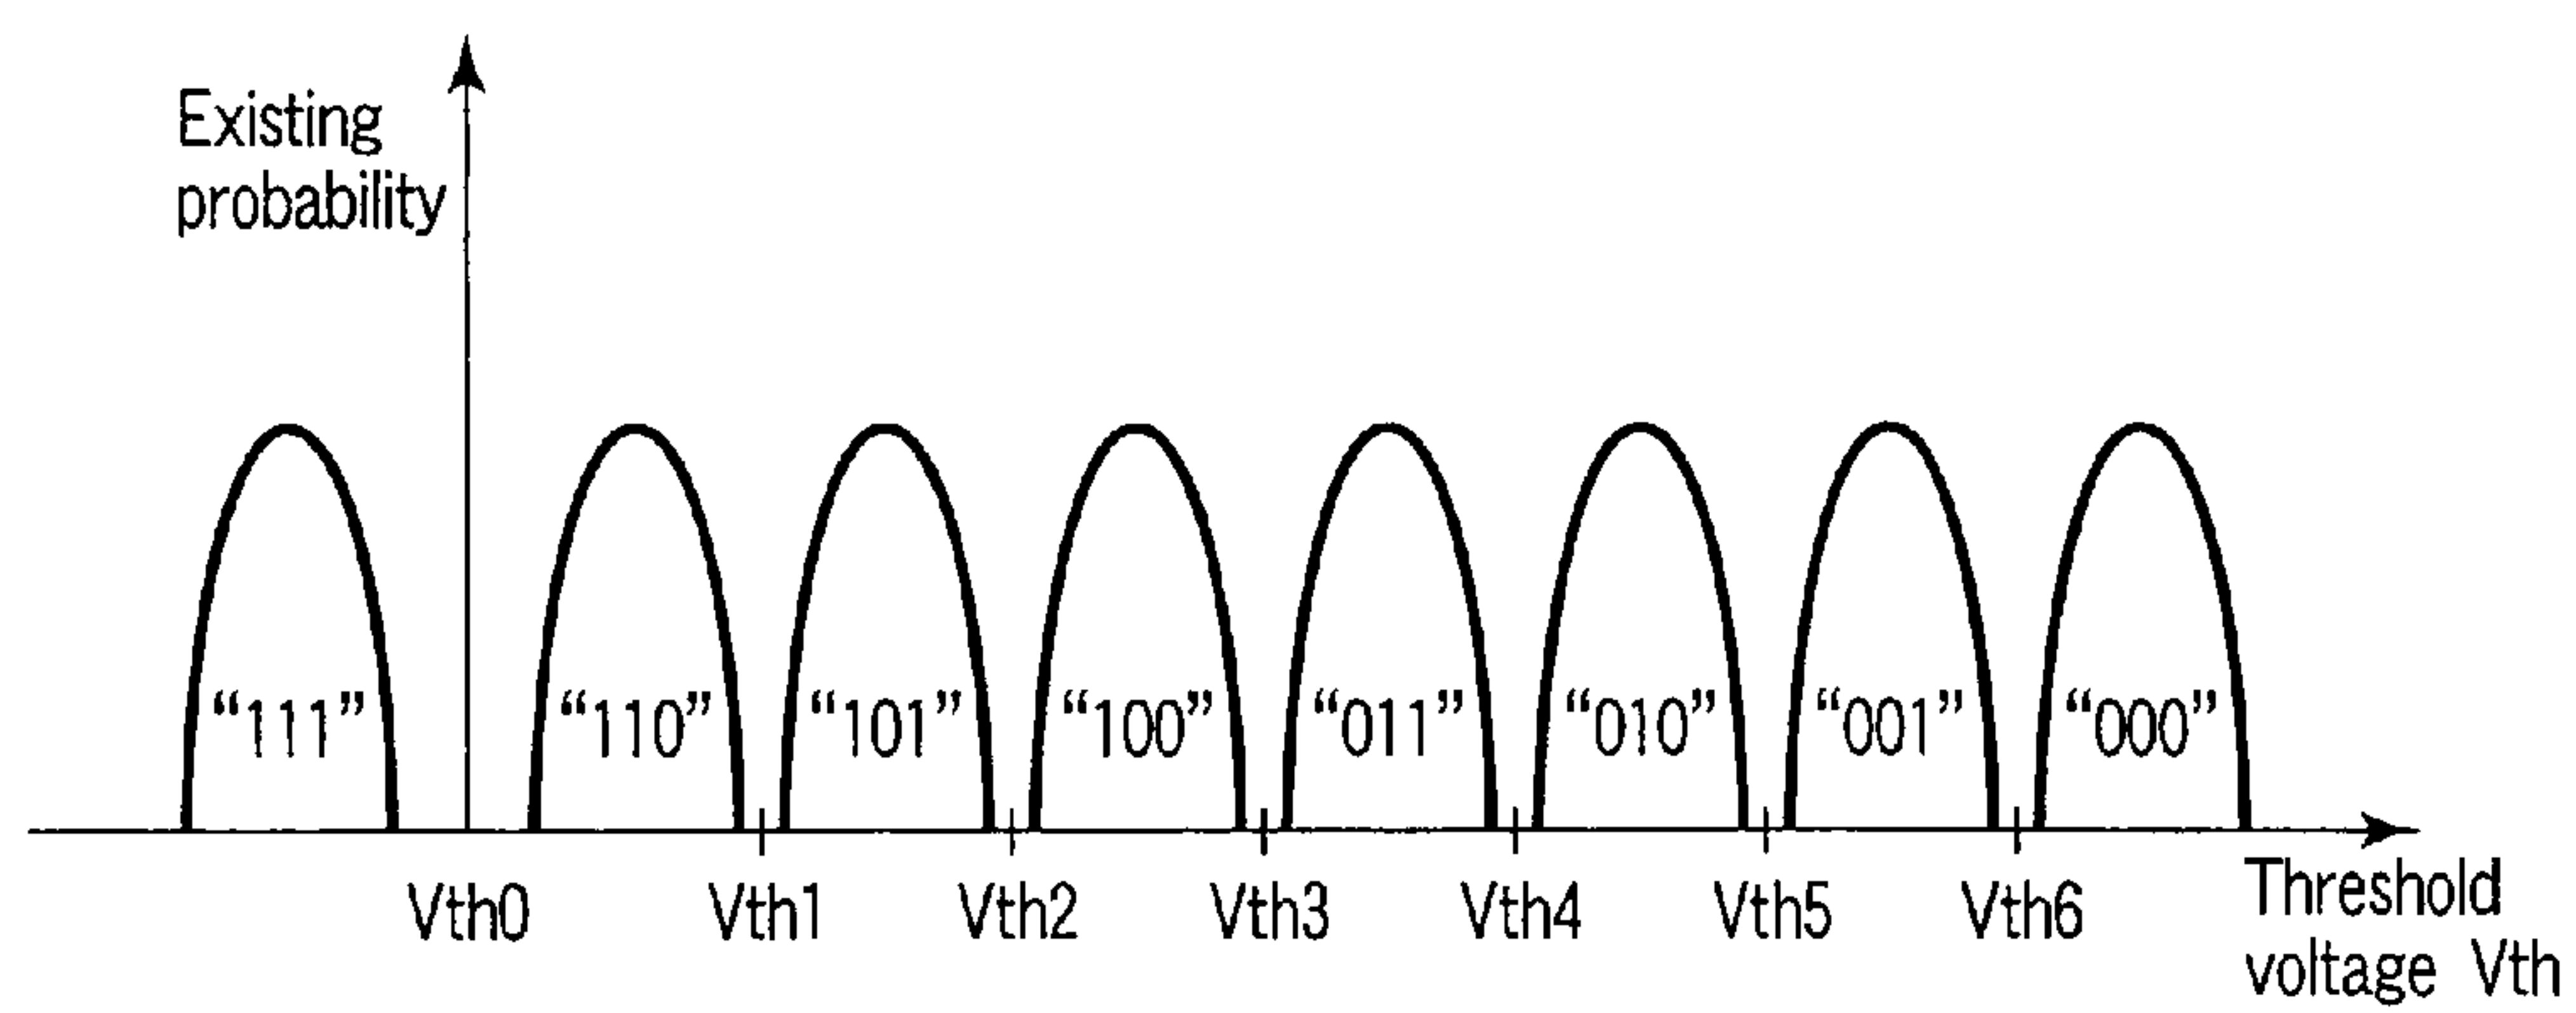 Existing
probability
“111” “110” “101” “100” “011” “010” “001” “000”
Vth0 Vth1 Vth2 Vth3 Vth4 Vth5 Vth6
Threshold
voltage Vth